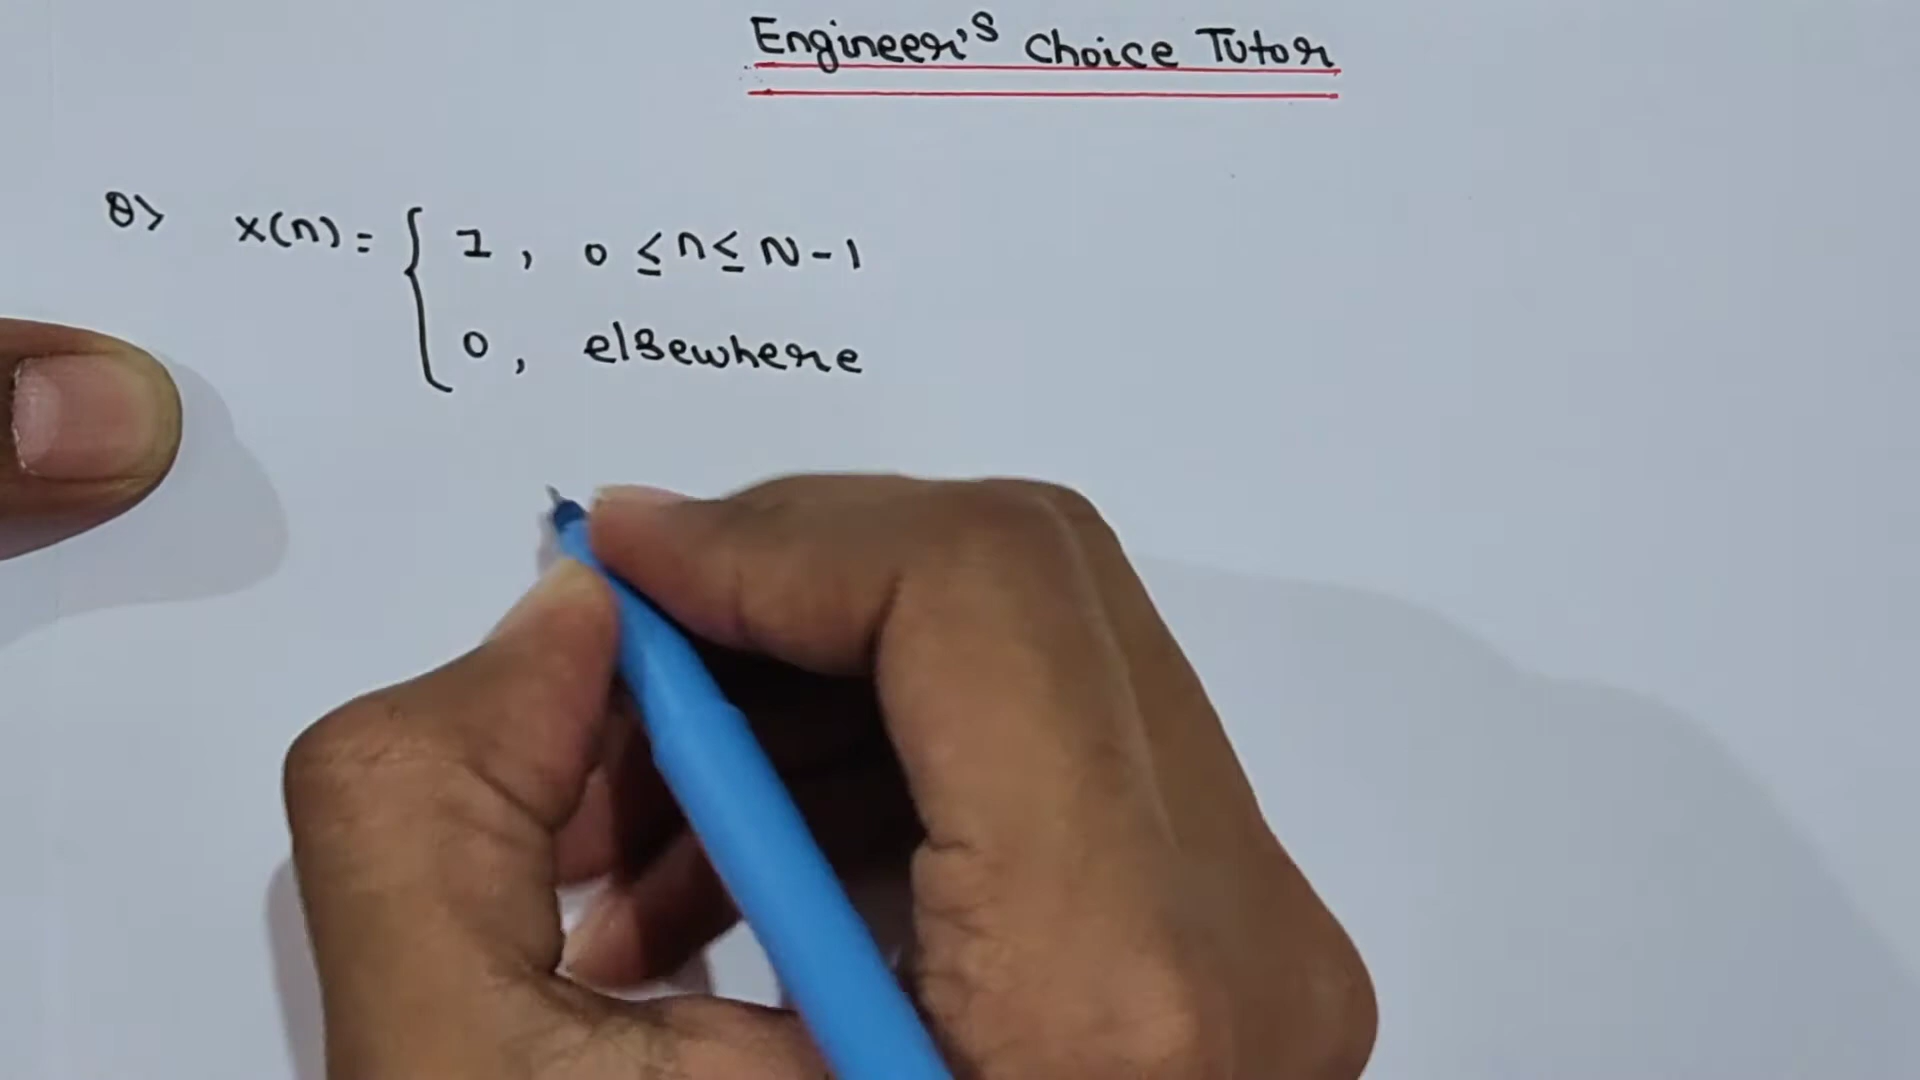 Engineer's Choice Tutor
Q> x(n) = { 1 , 0 ≤ n ≤ N - 1
0 , elsewhere